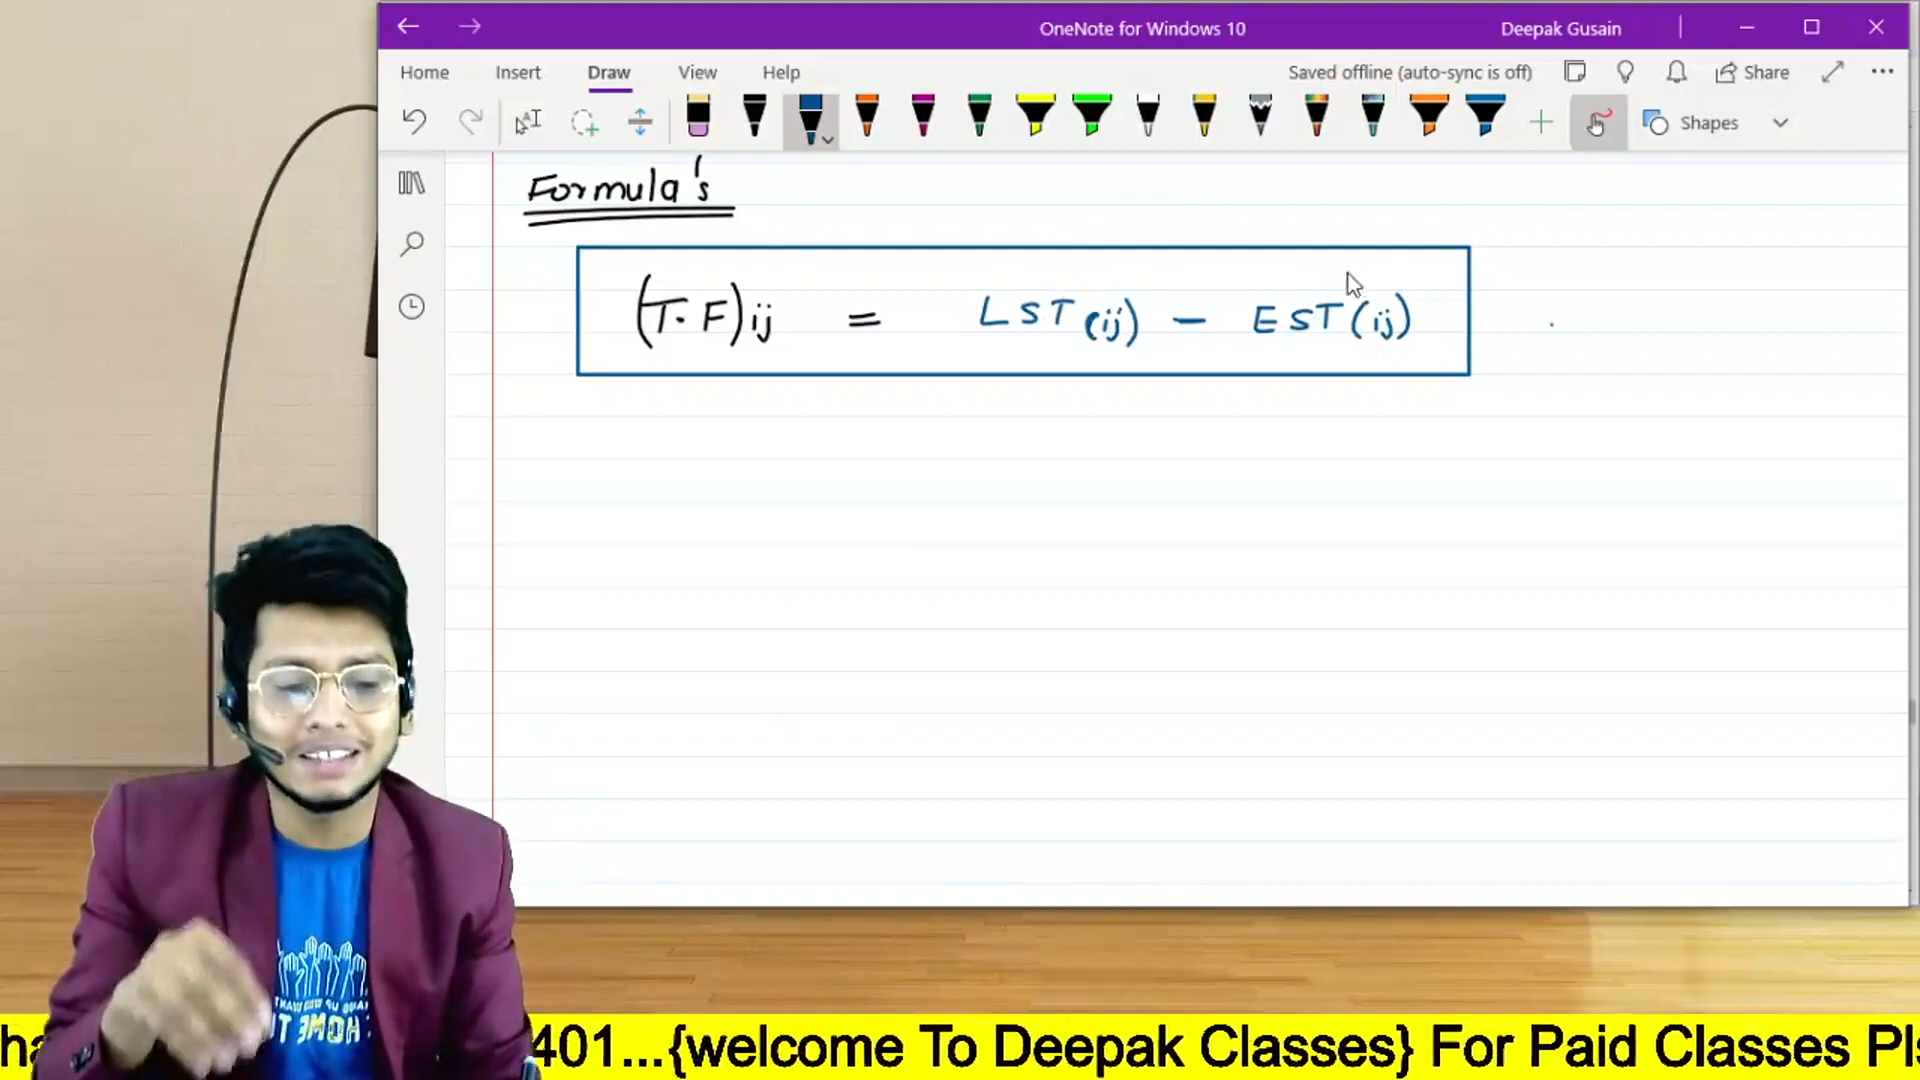 OneNote for Windows 10
Deepak Gusain
Home Insert Draw View Help
Saved offline (auto-sync is off)
Share
Shapes
Formula's
(T.F)ij = LST(ij) - EST(ij)
401...{welcome To Deepak Classes} For Paid Classes